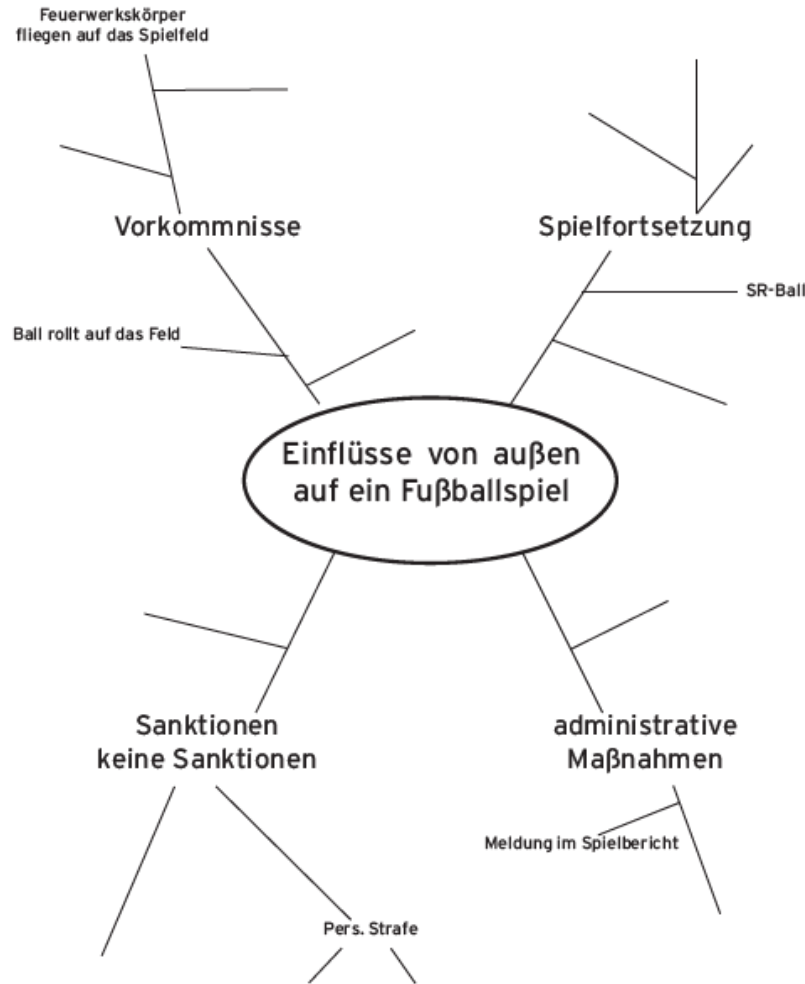 Feuerwerkskörper
fliegen auf das Spielfeld
Vorkommnisse
Spielfortsetzung
SR-Ball
Ball rollt auf das Feld
Einflüsse von außen
auf ein Fußballspiel
Sanktionen
keine Sanktionen
administrative
Maßnahmen
Meldung im Spielbericht
Pers. Strafe